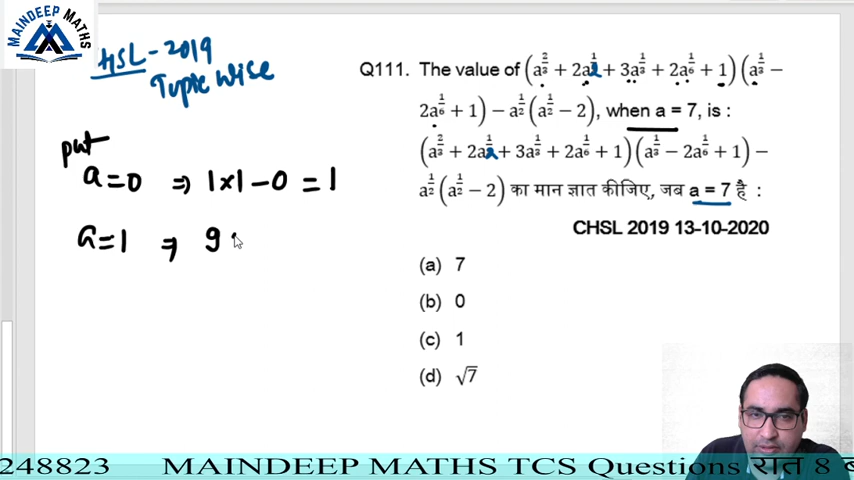 MAINDEEP MATHS
HSL - 2019
Topic Wise
Q111. The value of (a^{2/3} + 2a^{1/2} + 3a^{1/3} + 2a^{1/6} + 1)(a^{1/3} −
2a^{1/6} + 1) − a^{1/2}(a^{1/2} − 2), when a = 7, is :
(a^{2/3} + 2a^{1/2} + 3a^{1/3} + 2a^{1/6} + 1)(a^{1/3} − 2a^{1/6} + 1) −
a^{1/2}(a^{1/2} − 2) का मान ज्ञात कीजिए, जब a = 7 है :
CHSL 2019 13-10-2020
(a) 7
(b) 0
(c) 1
(d) √7
put
a=0 ⇒ 1×1-0 = 1
a=1 ⇒ 9
248823 MAINDEEP MATHS TCS Questions रात 8 ब